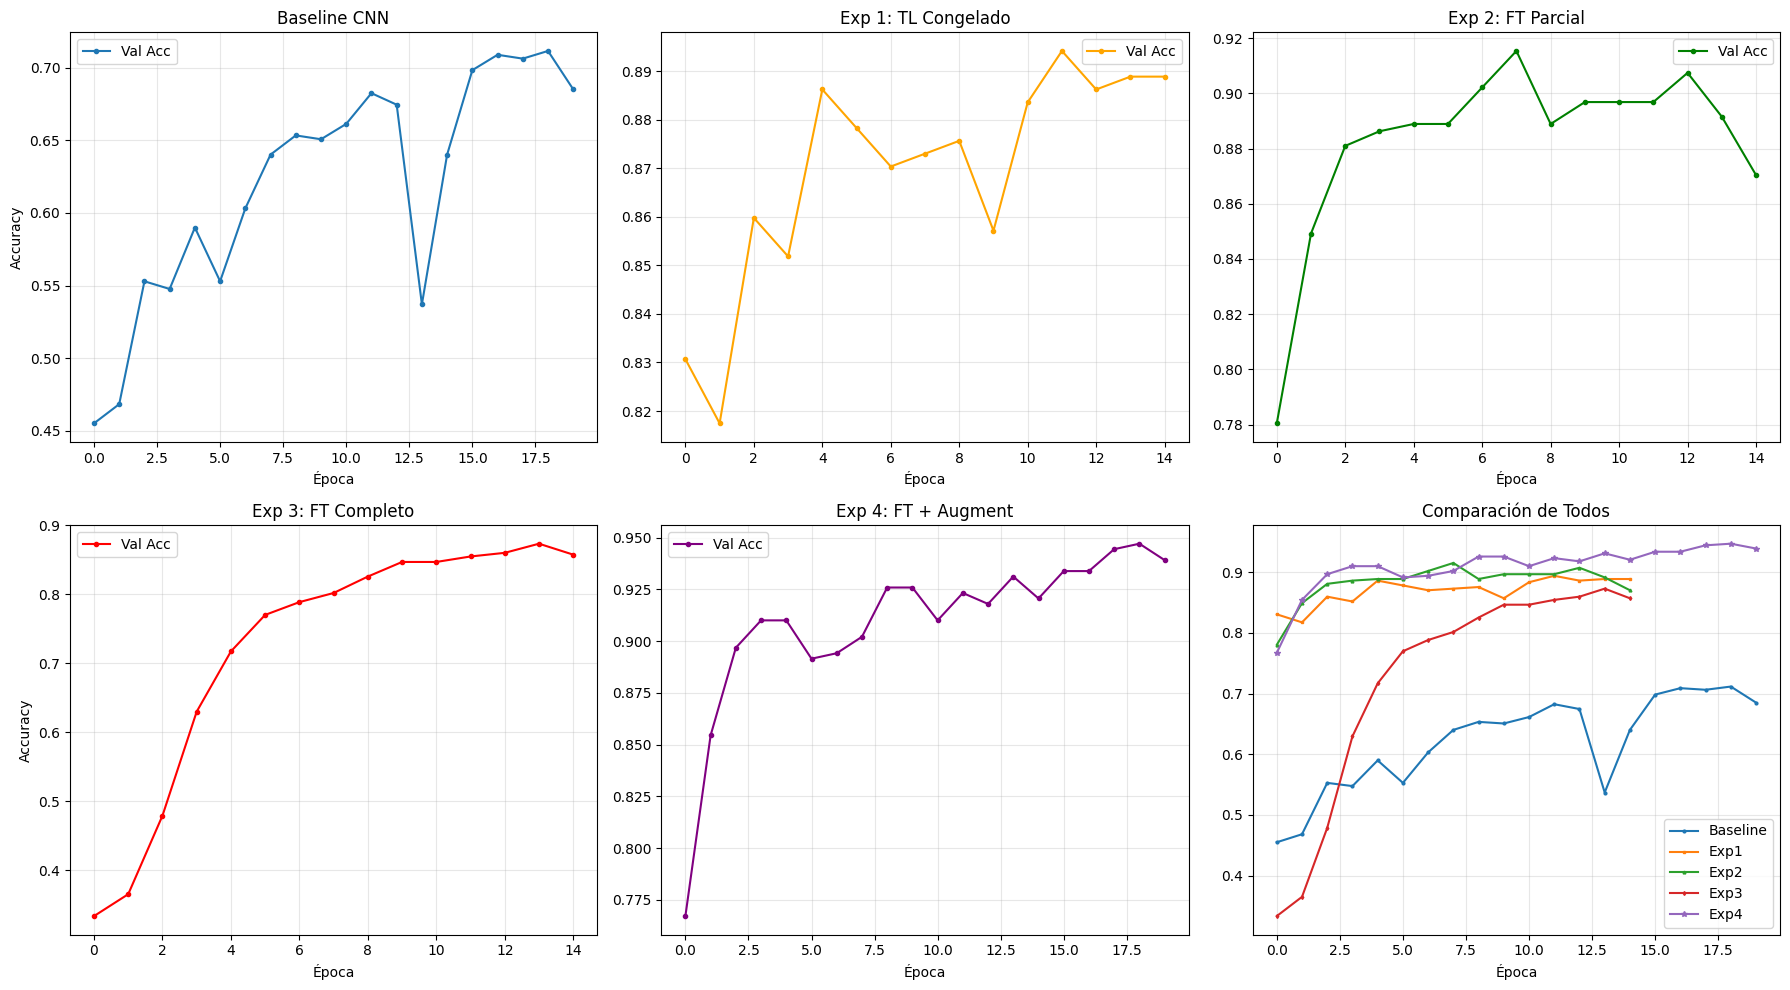 Baseline CNN
Val Acc
Accuracy
0.70
0.65
0.60
0.55
0.50
0.45
0.0 2.5 5.0 7.5 10.0 12.5 15.0 17.5
Época
Exp 1: TL Congelado
Val Acc
0.89
0.88
0.87
0.86
0.85
0.84
0.83
0.82
0 2 4 6 8 10 12 14
Época
Exp 2: FT Parcial
Val Acc
0.92
0.90
0.88
0.86
0.84
0.82
0.80
0.78
0 2 4 6 8 10 12 14
Época
Exp 3: FT Completo
Val Acc
Accuracy
0.9
0.8
0.7
0.6
0.5
0.4
0 2 4 6 8 10 12 14
Época
Exp 4: FT + Augment
Val Acc
0.950
0.925
0.900
0.875
0.850
0.825
0.800
0.775
0.0 2.5 5.0 7.5 10.0 12.5 15.0 17.5
Época
Comparación de Todos
0.9
0.8
0.7
0.6
0.5
0.4
Baseline
Exp1
Exp2
Exp3
Exp4
0.0 2.5 5.0 7.5 10.0 12.5 15.0 17.5
Época